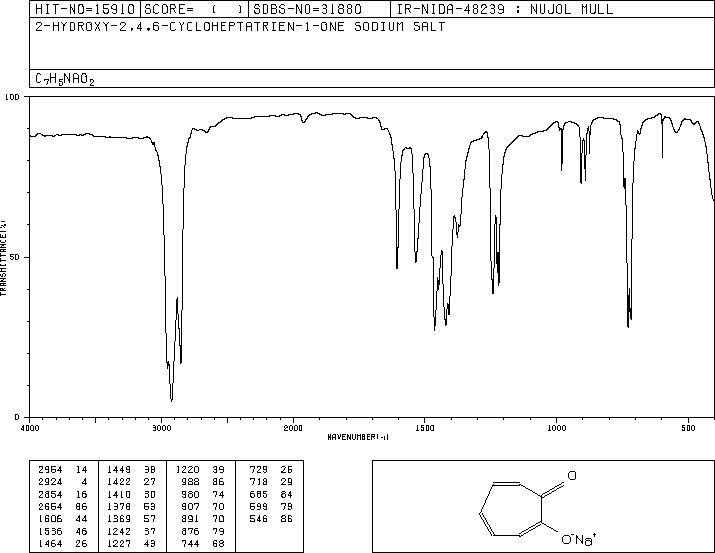 HIT-NO=15910 SCORE= ( ) SDBS-NO=31880 IR-NIDA-48239 : NUJOL MULL
2-HYDROXY-2,4,6-CYCLOHEPTATRIEN-1-ONE SODIUM SALT
C7H5NAO2
100
50
0
TRANSMITTANCE(%)
4000 3000 2000 1500 1000 500
WAVENUMBER(-1)
2964 14 1449 38 1220 39 729 26
2924 4 1422 27 988 86 718 29
2854 16 1410 30 980 74 685 84
2664 86 1378 53 907 70 599 79
1606 44 1369 57 891 70 546 86
1536 46 1242 37 876 79
1464 26 1227 43 744 68
O
O⁻Na⁺